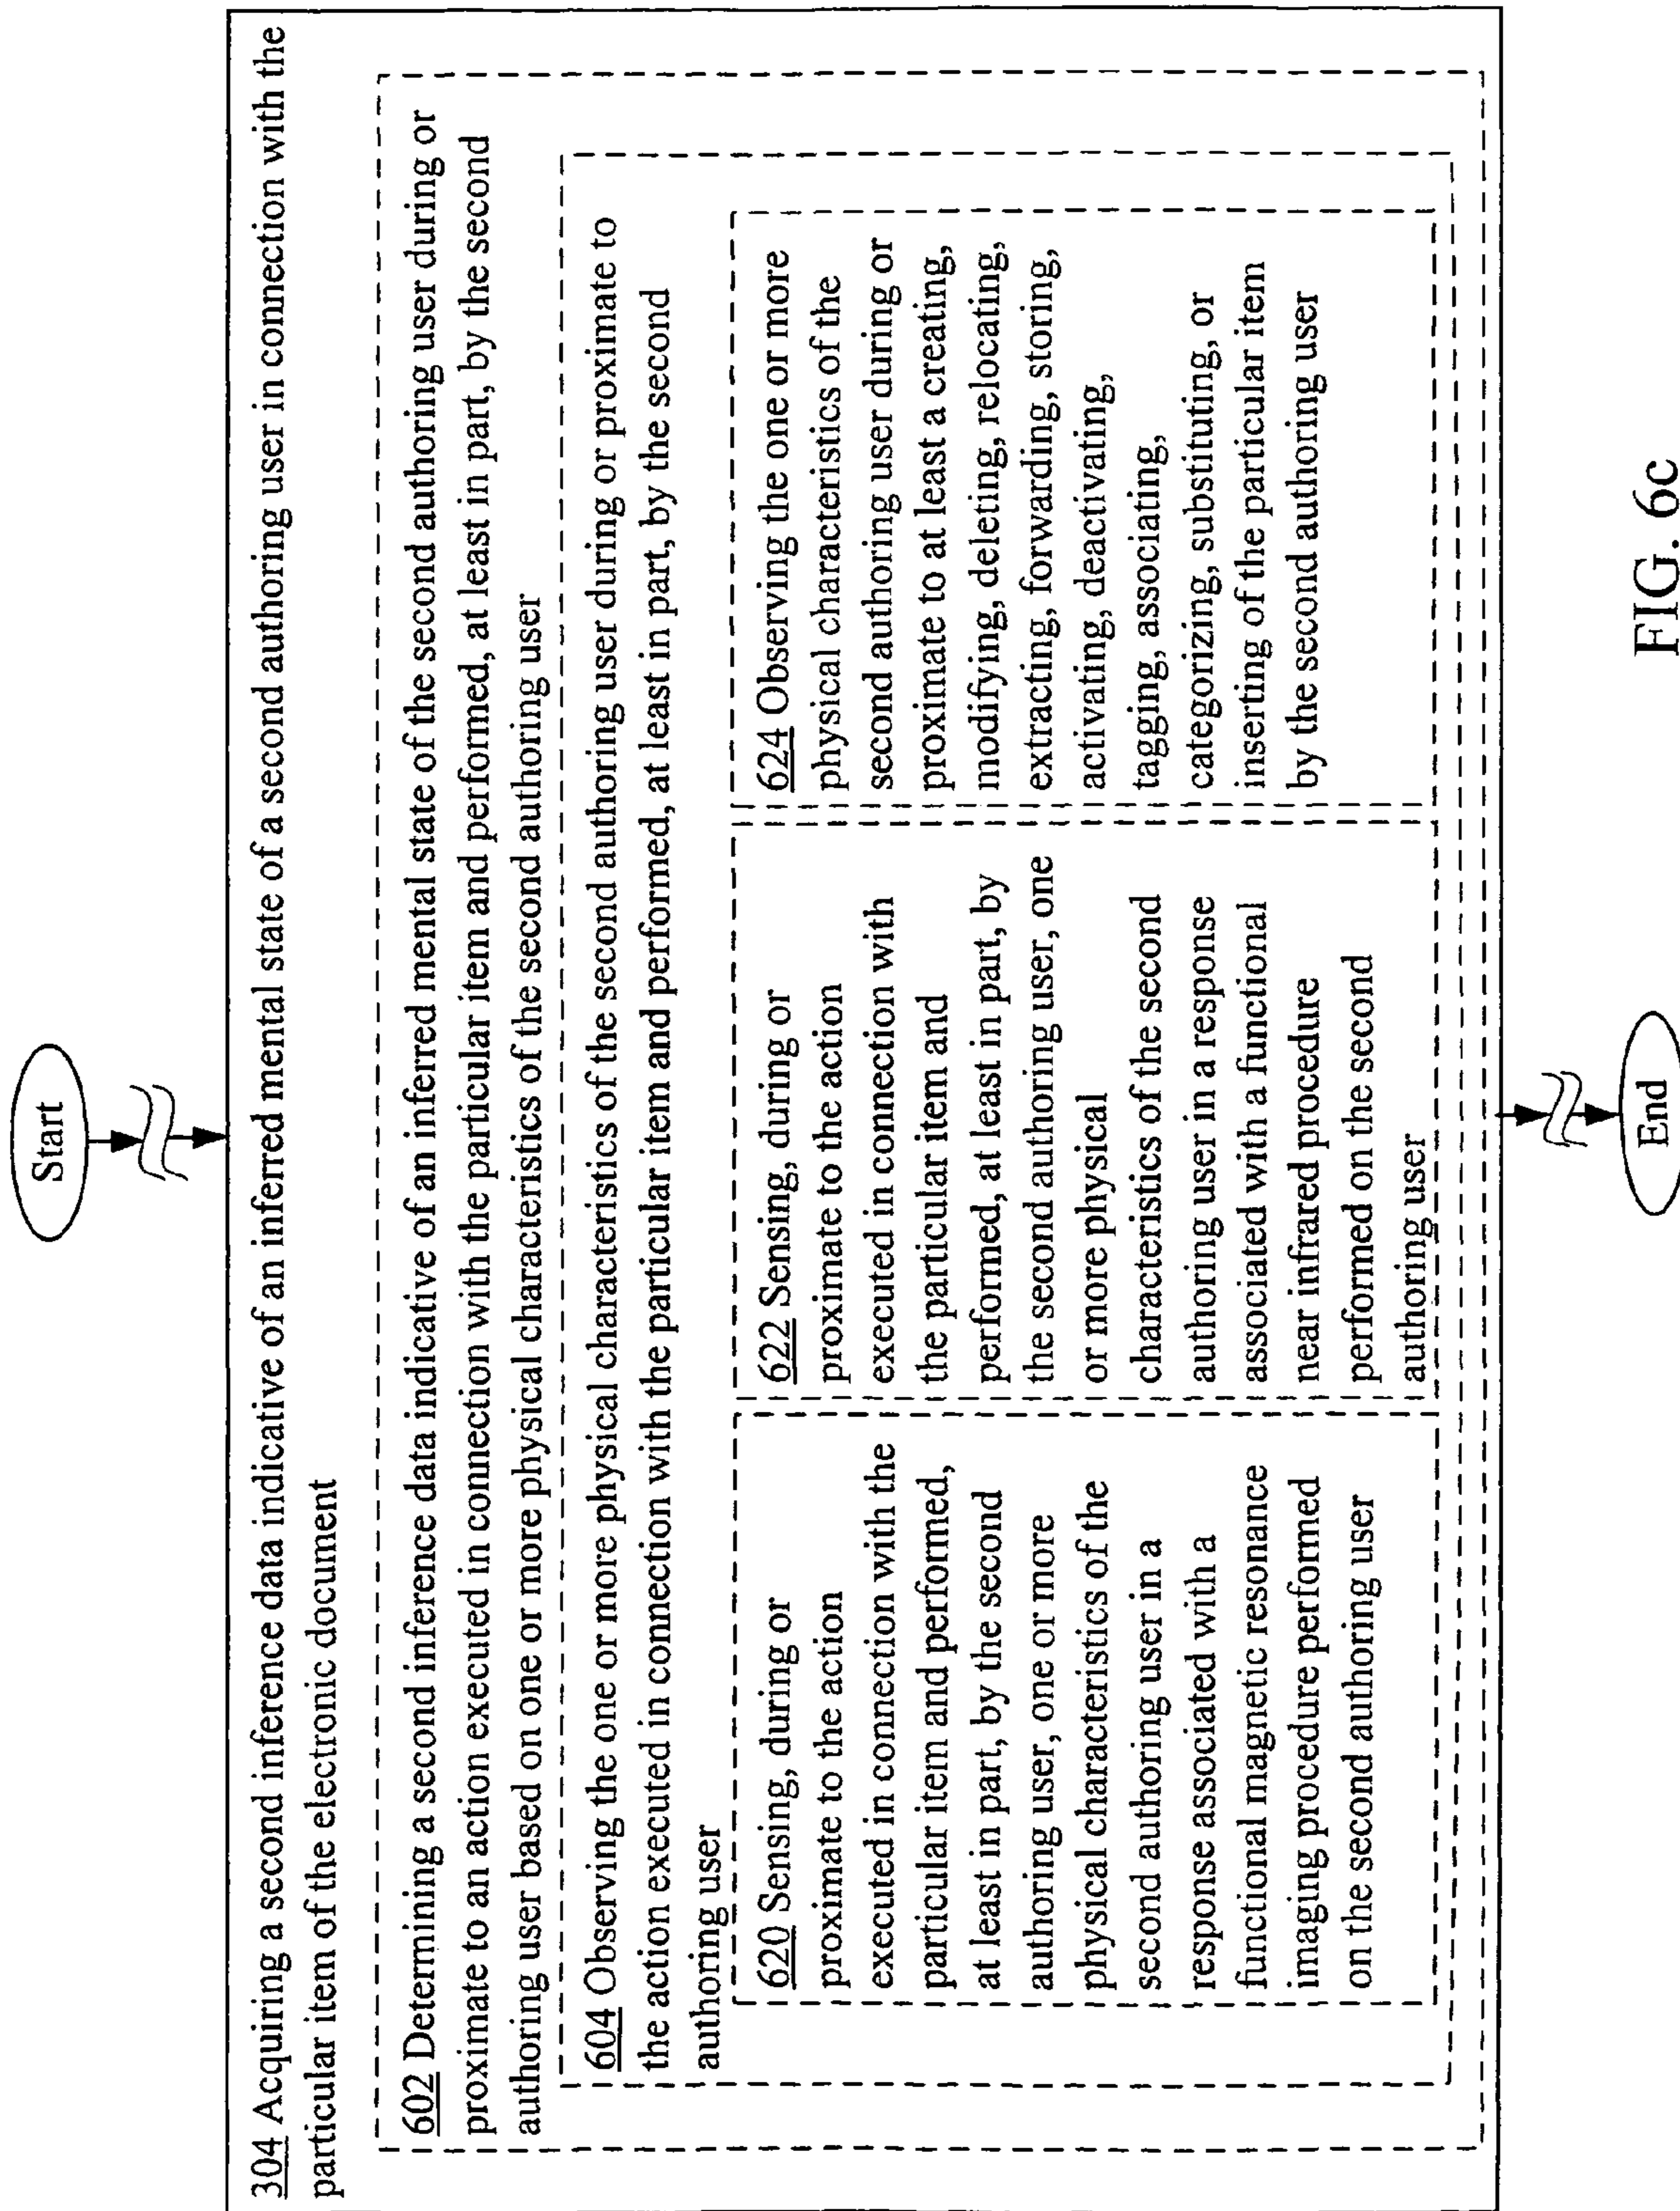 Start
304 Acquiring a second inference data indicative of an inferred mental state of a second authoring user in connection with the
particular item of the electronic document
602 Determining a second inference data indicative of an inferred mental state of the second authoring user during or
proximate to an action executed in connection with the particular item and performed, at least in part, by the second
authoring user based on one or more physical characteristics of the second authoring user
604 Observing the one or more physical characteristics of the second authoring user during or proximate to
the action executed in connection with the particular item and performed, at least in part, by the second
authoring user
620 Sensing, during or
proximate to the action
executed in connection with the
particular item and performed,
at least in part, by the second
authoring user, one or more
physical characteristics of the
second authoring user in a
response associated with a
functional magnetic resonance
imaging procedure performed
on the second authoring user
622 Sensing, during or
proximate to the action
executed in connection with
the particular item and
performed, at least in part, by
the second authoring user, one
or more physical
characteristics of the second
authoring user in a response
associated with a functional
near infrared procedure
performed on the second
authoring user
624 Observing the one or more
physical characteristics of the
second authoring user during or
proximate to at least a creating,
modifying, deleting, relocating,
extracting, forwarding, storing,
activating, deactivating,
tagging, associating,
categorizing, substituting, or
inserting of the particular item
by the second authoring user
End
FIG. 6c